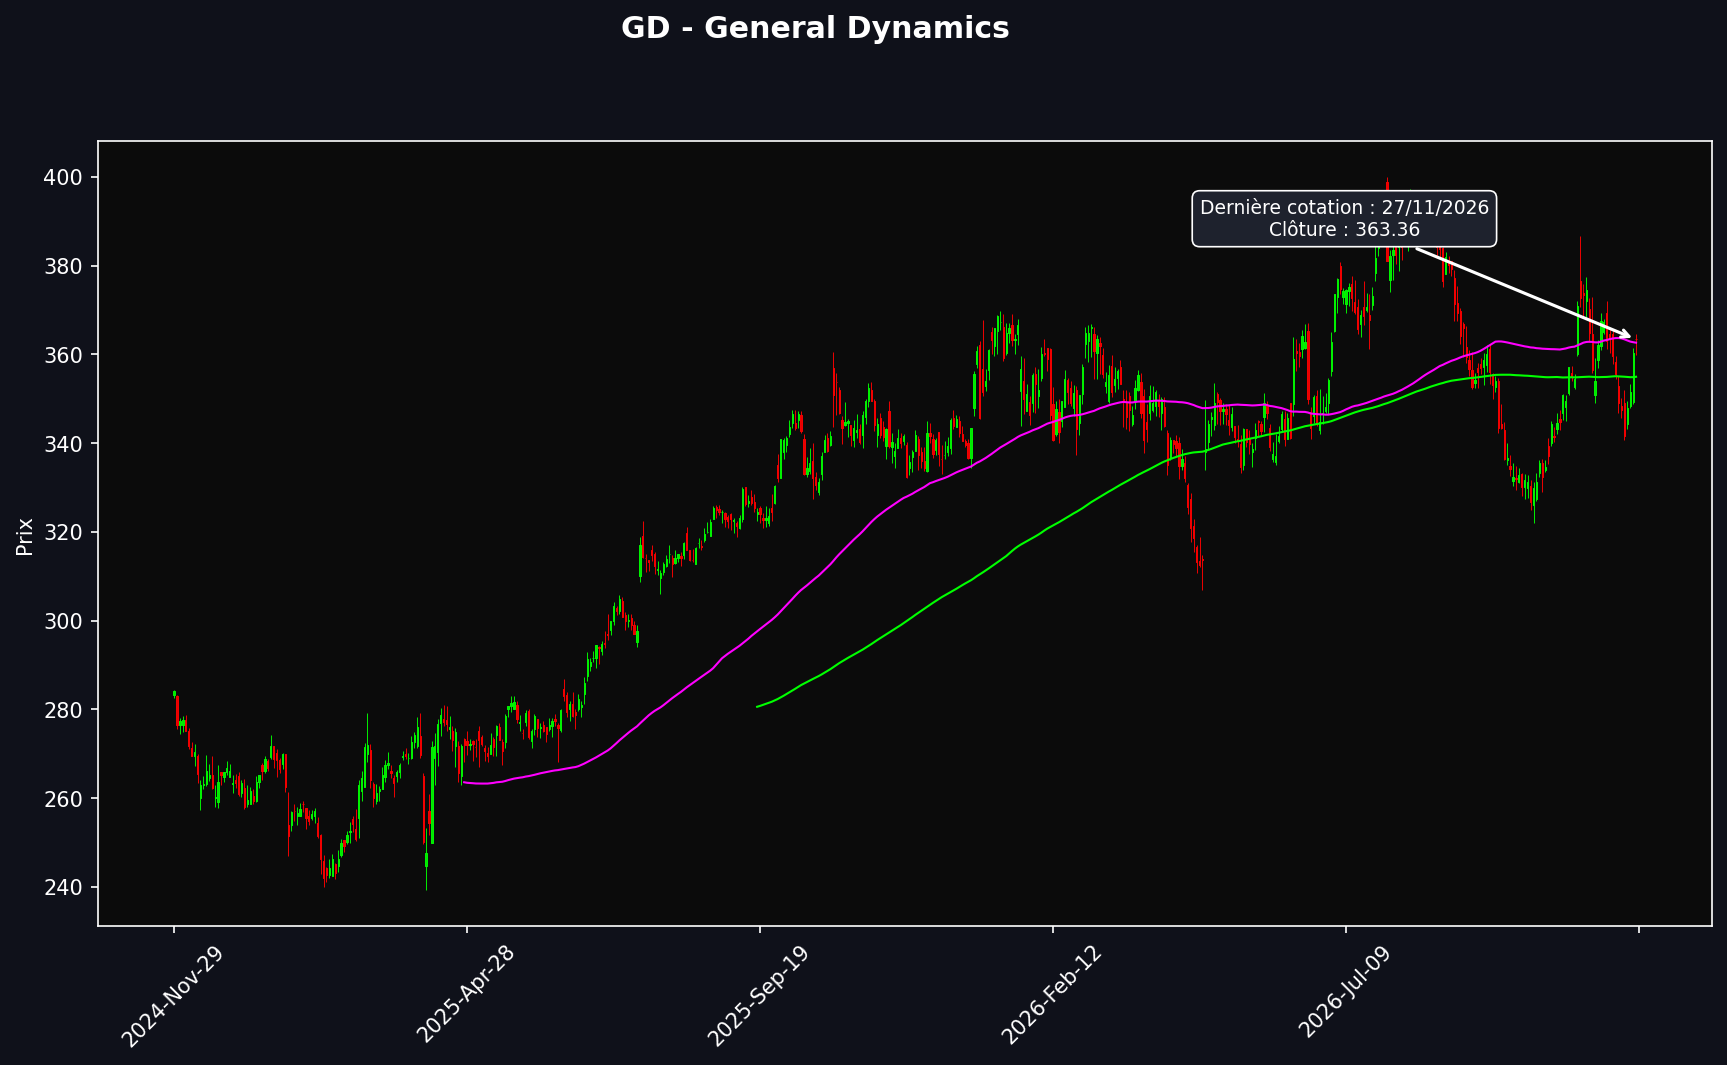 GD - General Dynamics
Dernière cotation : 27/11/2026
Clôture : 363.36
Prix
400
380
360
340
320
300
280
260
240
2024-Nov-29
2025-Apr-28
2025-Sep-19
2026-Feb-12
2026-Jul-09